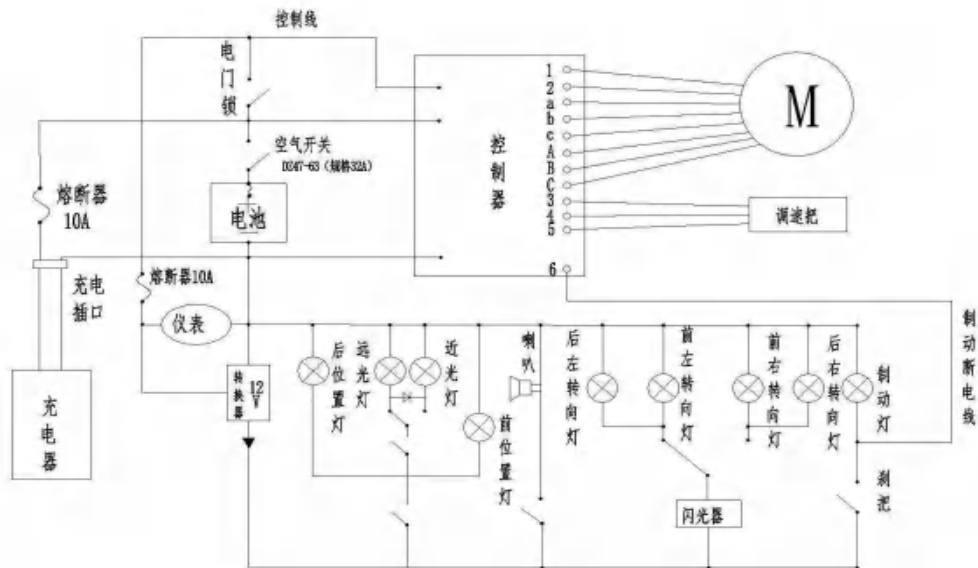 控制线
电门锁
空气开关
DZ47-63（规格32A）
电池
熔断器
10A
充电
插口
充电器
熔断器10A
仪表
转换器
12V
控制器
1
2
a
b
c
A
B
C
3
4
5
6
M
调速把
制动断电线
后位置灯
远光灯
近光灯
前位置灯
喇叭
后左转向灯
前左转向灯
前右转向灯
后右转向灯
制动灯
闪光器
刹把